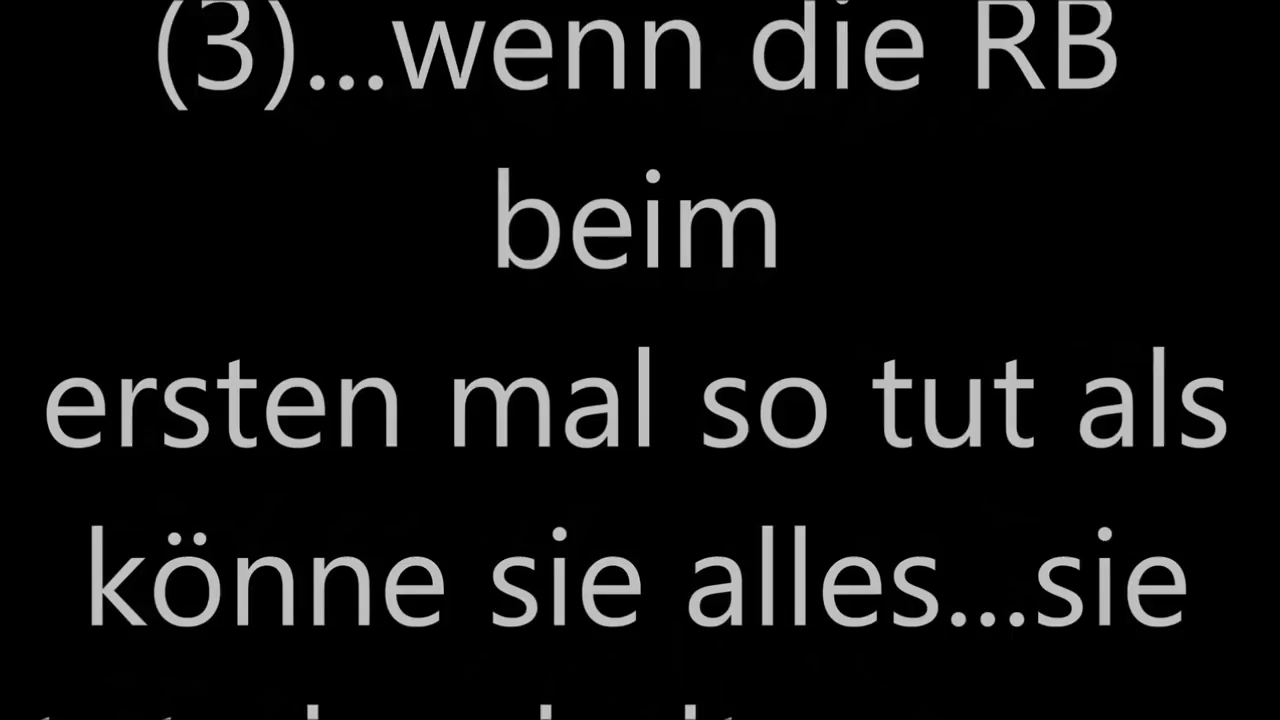 (3)...wenn die RB
beim
ersten mal so tut als
könne sie alles...sie